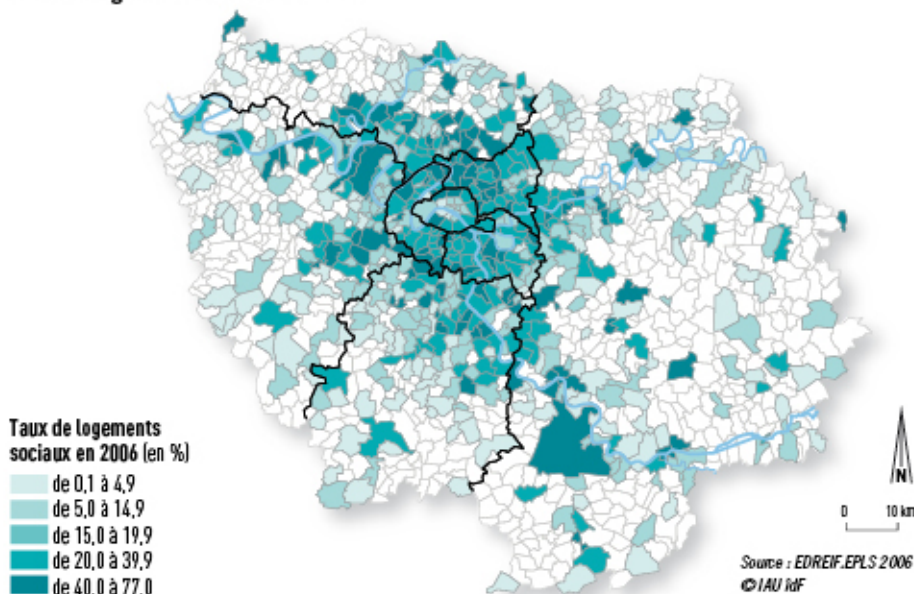 Taux de logements
sociaux en 2006 (en %)
de 0,1 à 4,9
de 5,0 à 14,9
de 15,0 à 19,9
de 20,0 à 39,9
de 40,0 à 77,0
N
0 10 km
Source : EDREIF.EPLS 2006
© IAU îdF